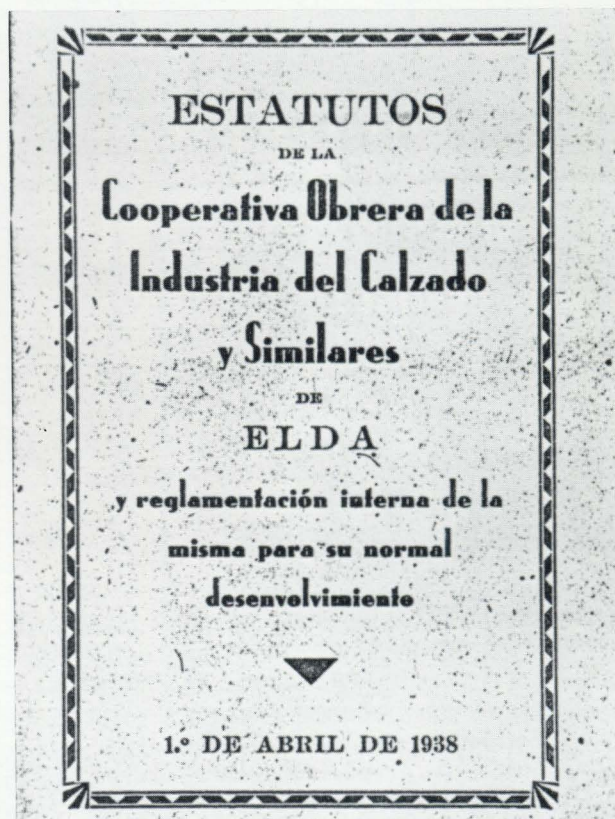 ESTATUTOS
DE LA
Cooperativa Obrera de la
Industria del Calzado
y Similares
DE
ELDA
y reglamentación interna de la
misma para su normal
desenvolvimiento
1.º DE ABRIL DE 1938